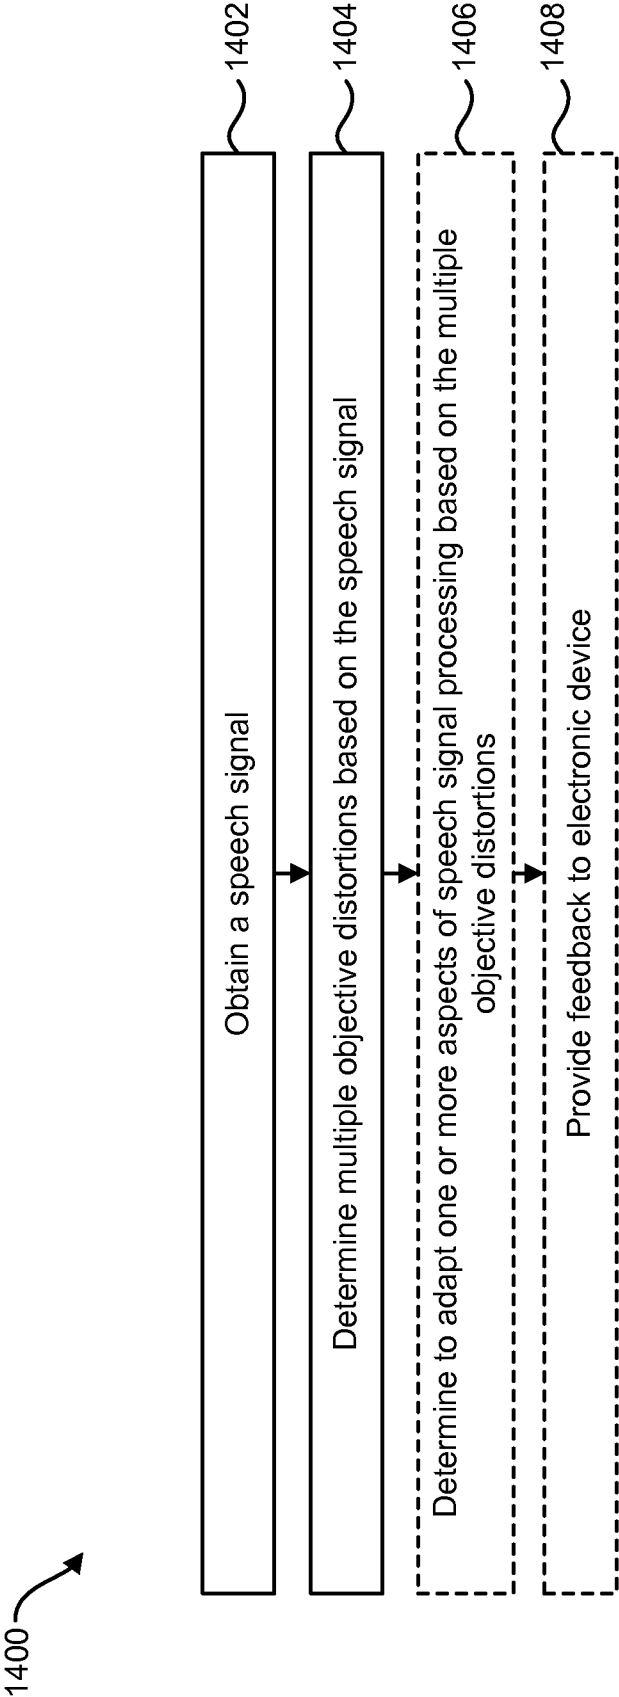 1400
Obtain a speech signal
1402
Determine multiple objective distortions based on the speech signal
1404
Determine to adapt one or more aspects of speech signal processing based on the multiple
objective distortions
1406
Provide feedback to electronic device
1408